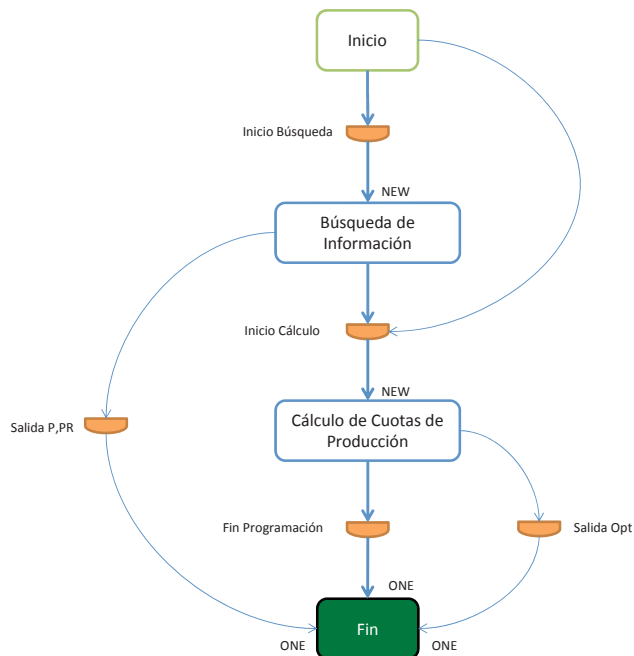 Inicio
Inicio Búsqueda
NEW
Búsqueda de
Información
Inicio Cálculo
NEW
Cálculo de Cuotas de
Producción
Salida P,PR
Fin Programación
Salida Opt
ONE
Fin
ONE
ONE